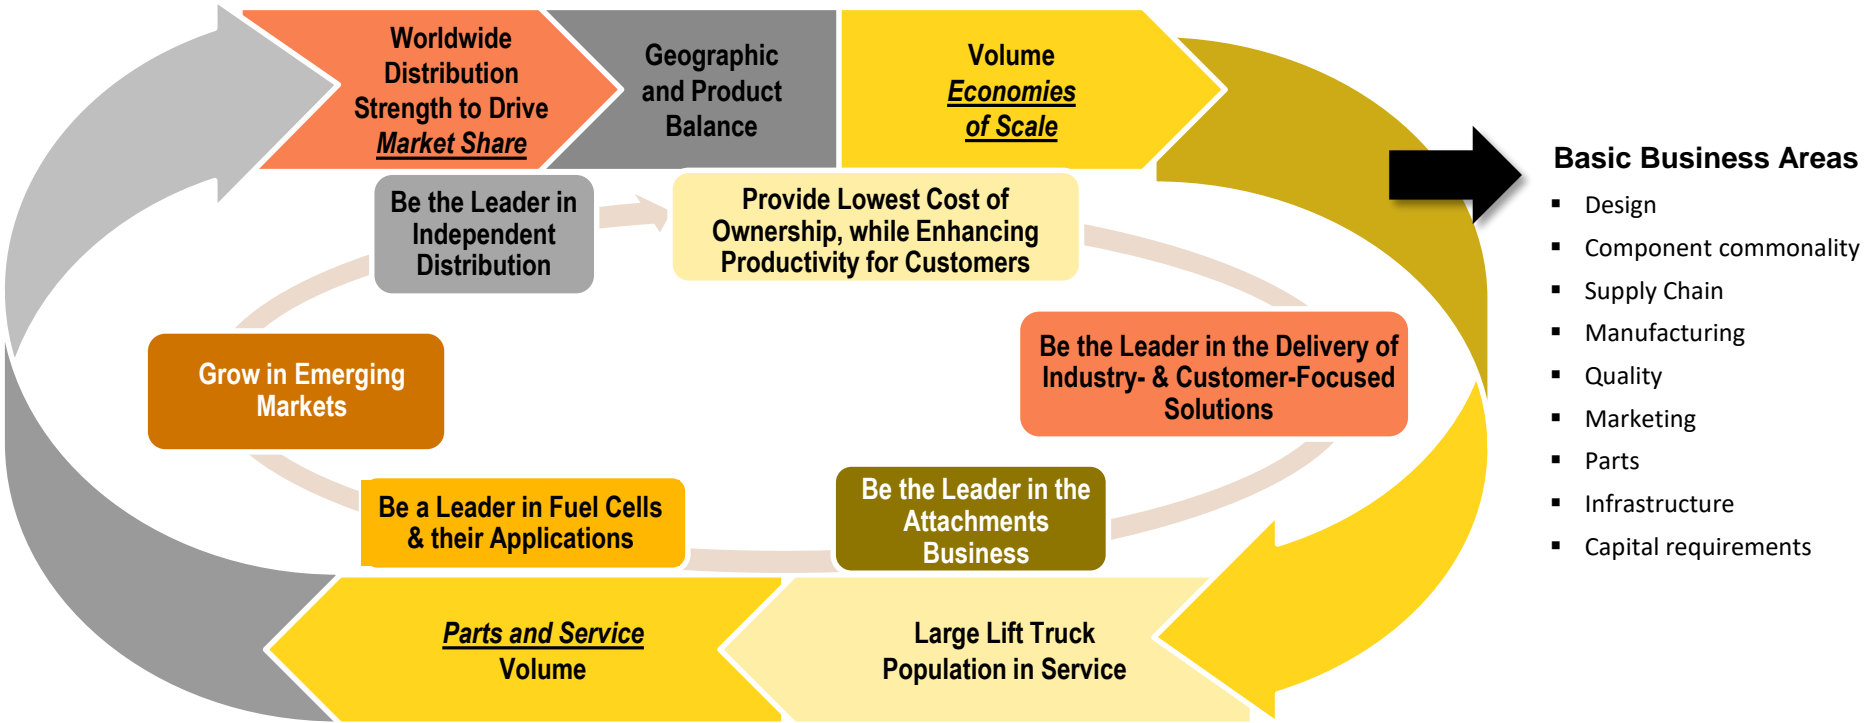 Worldwide
Distribution
Strength to Drive
Market Share
Geographic
and Product
Balance
Volume
Economies
of Scale
Be the Leader in
Independent
Distribution
Provide Lowest Cost of
Ownership, while Enhancing
Productivity for Customers
Grow in Emerging
Markets
Be the Leader in the Delivery of
Industry- & Customer-Focused
Solutions
Be a Leader in Fuel Cells
& their Applications
Be the Leader in the
Attachments
Business
Parts and Service
Volume
Large Lift Truck
Population in Service
Basic Business Areas
▪ Design
▪ Component commonality
▪ Supply Chain
▪ Manufacturing
▪ Quality
▪ Marketing
▪ Parts
▪ Infrastructure
▪ Capital requirements